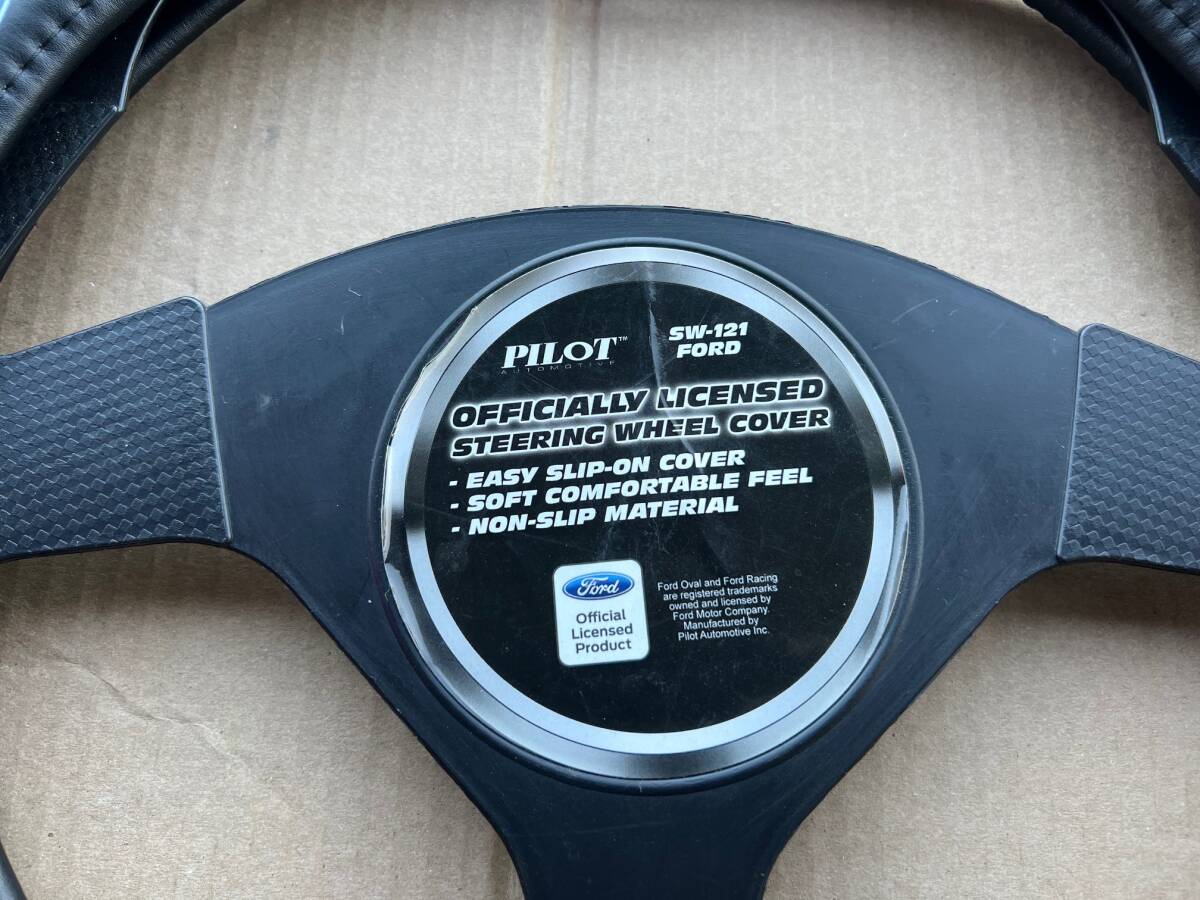 PILOT™
AUTOMOTIVE
SW-121
FORD
OFFICIALLY LICENSED
STEERING WHEEL COVER
- EASY SLIP-ON COVER
- SOFT COMFORTABLE FEEL
- NON-SLIP MATERIAL
Ford
Official
Licensed
Product
Ford Oval and Ford Racing
are registered trademarks
owned and licensed by
Ford Motor Company.
Manufactured by
Pilot Automotive Inc.